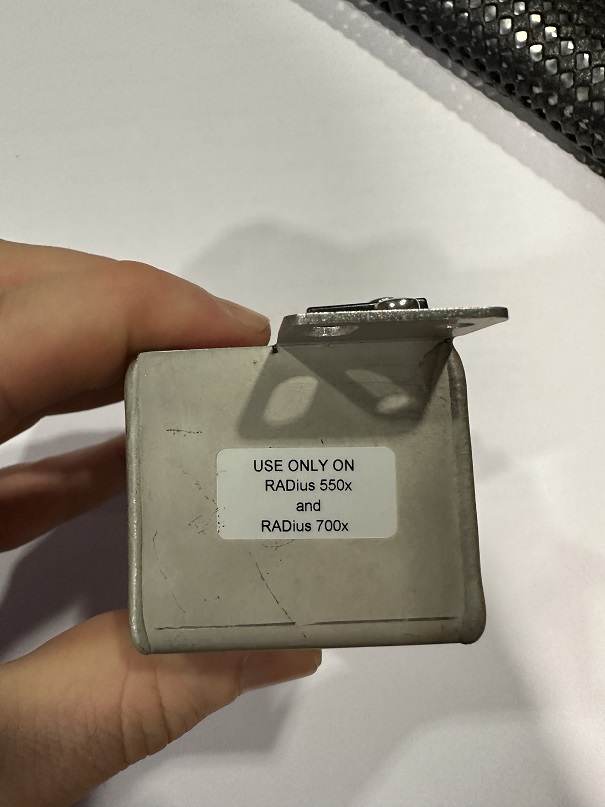 USE ONLY ON
RADius 550x
and
RADius 700x